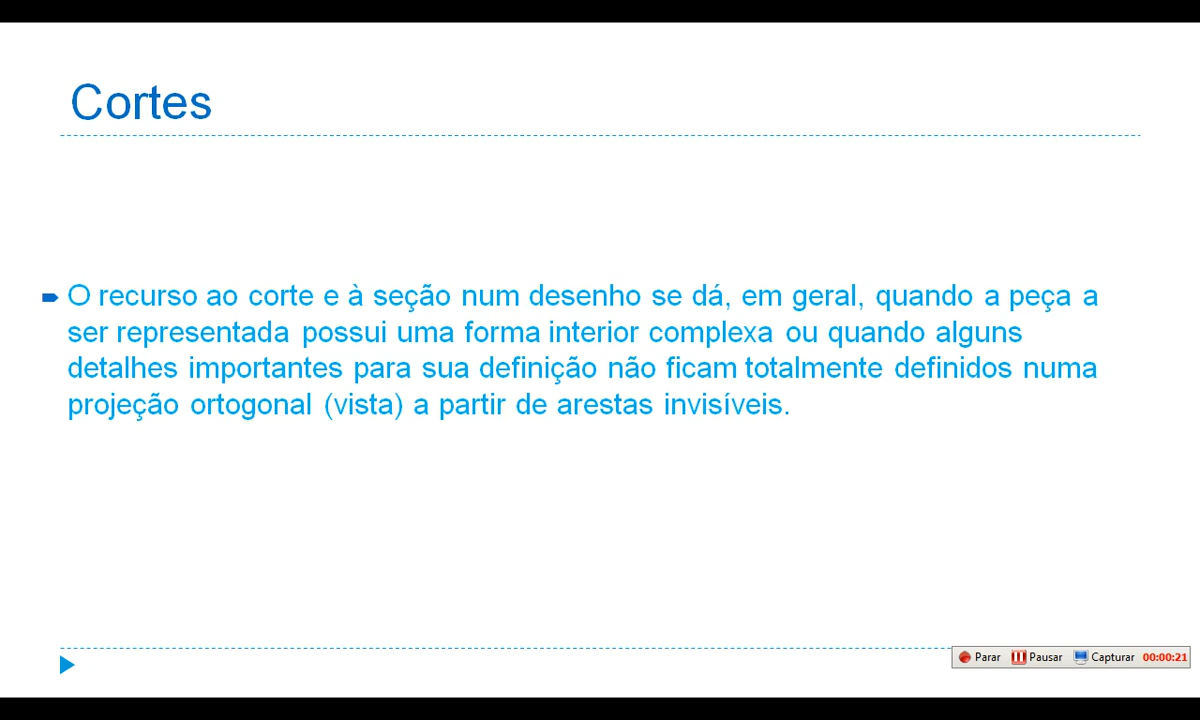 Cortes
O recurso ao corte e à seção num desenho se dá, em geral, quando a peça a
ser representada possui uma forma interior complexa ou quando alguns
detalhes importantes para sua definição não ficam totalmente definidos numa
projeção ortogonal (vista) a partir de arestas invisíveis.
Parar Pausar Capturar 00:00:21